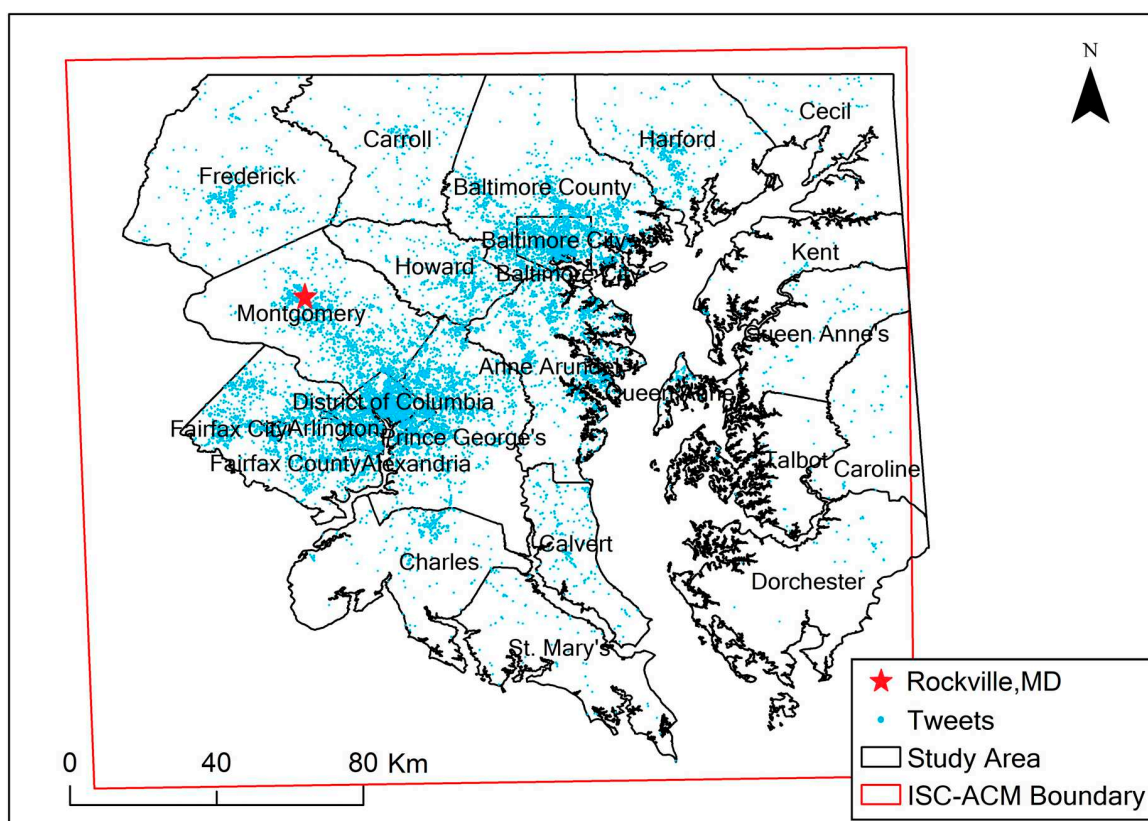 N
Cecil
Carroll
Harford
Frederick
Baltimore County
Baltimore City
Kent
Howard
Baltimore City
Montgomery
Queen Anne's
Anne Arundel
Queen Anne's
District of Columbia
Fairfax City Arlington
Prince George's
Fairfax County Alexandria
Talbot
Caroline
Calvert
Charles
Dorchester
St. Mary's
Rockville,MD
Tweets
Study Area
ISC-ACM Boundary
0 40 80 Km